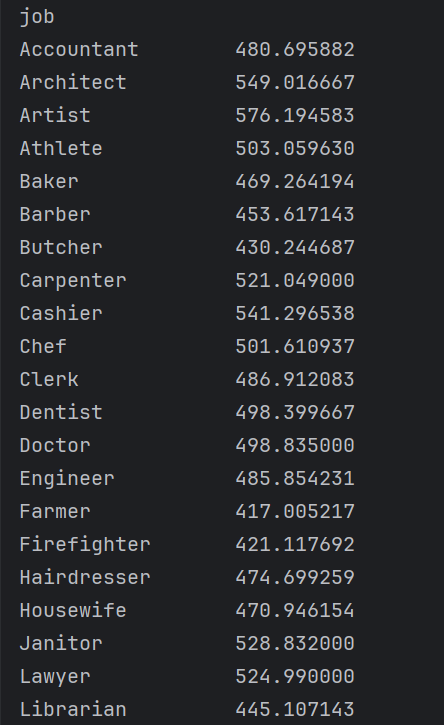 job
Accountant 480.695882
Architect 549.016667
Artist 576.194583
Athlete 503.059630
Baker 469.264194
Barber 453.617143
Butcher 430.244687
Carpenter 521.049000
Cashier 541.296538
Chef 501.610937
Clerk 486.912083
Dentist 498.399667
Doctor 498.835000
Engineer 485.854231
Farmer 417.005217
Firefighter 421.117692
Hairdresser 474.699259
Housewife 470.946154
Janitor 528.832000
Lawyer 524.990000
Librarian 445.107143